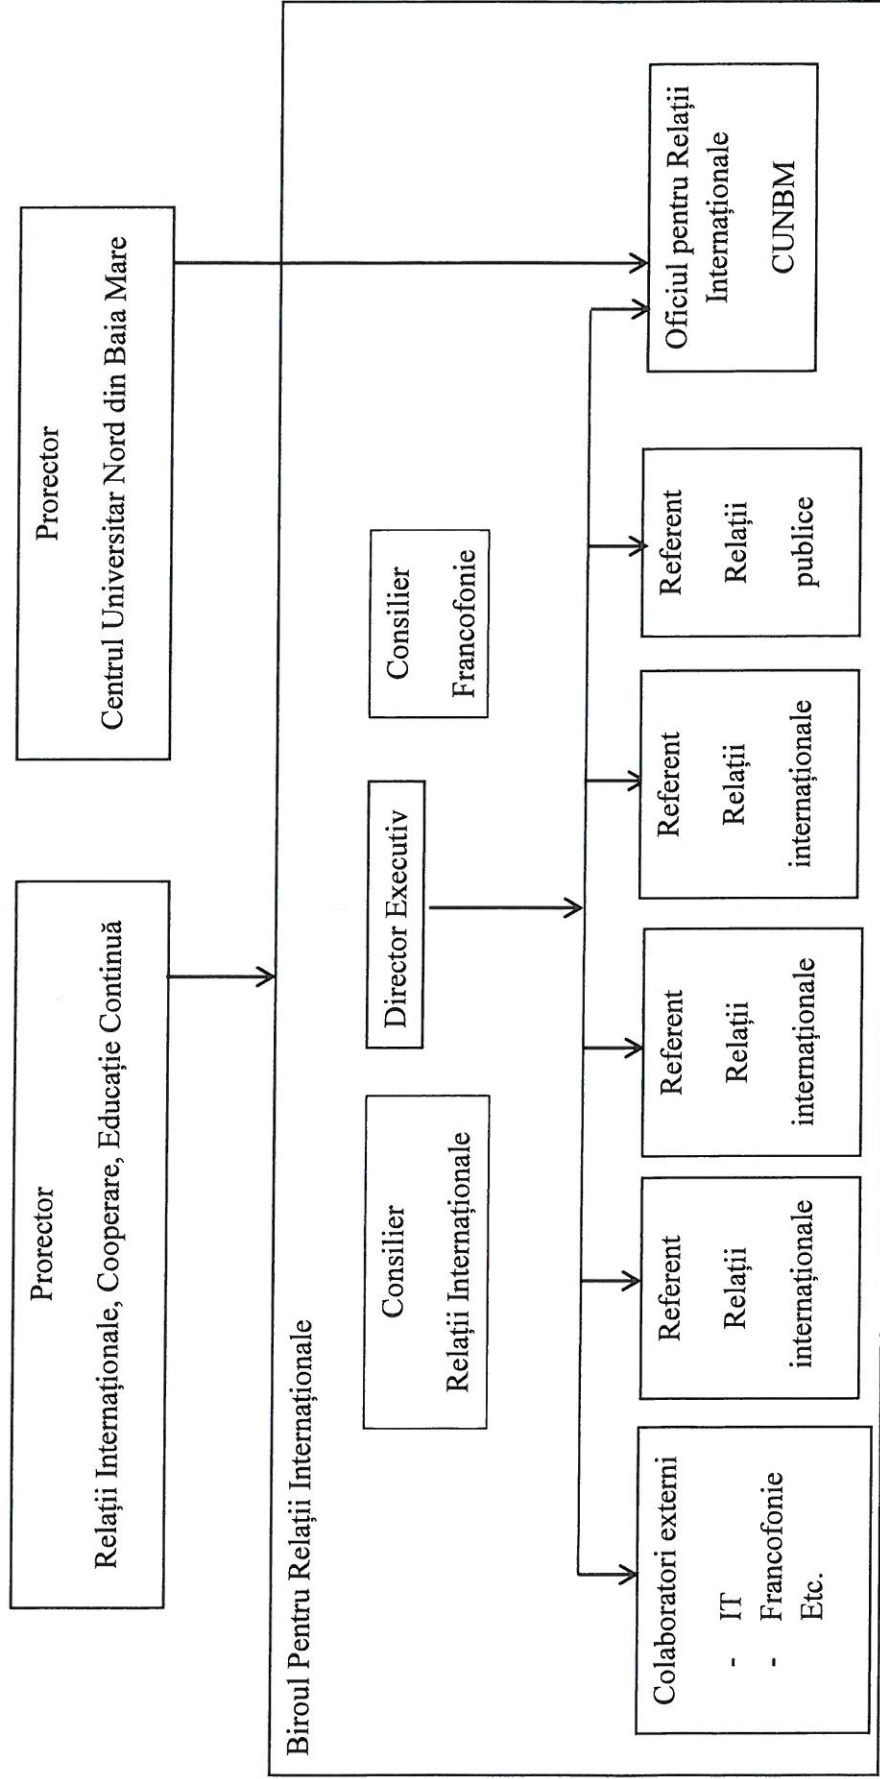 Prorector
Relații Internaționale, Cooperare, Educație Continuă
Prorector
Centrul Universitar Nord din Baia Mare
Biroul Pentru Relații Internaționale
Consilier
Relații Internaționale
Director Executiv
Consilier
Francofonie
Colaboratori externi
- IT
- Francofonie
Etc.
Referent
Relații
internaționale
Referent
Relații
internaționale
Referent
Relații
internaționale
Referent
Relații
publice
Oficiul pentru Relații
Internaționale
CUNBM